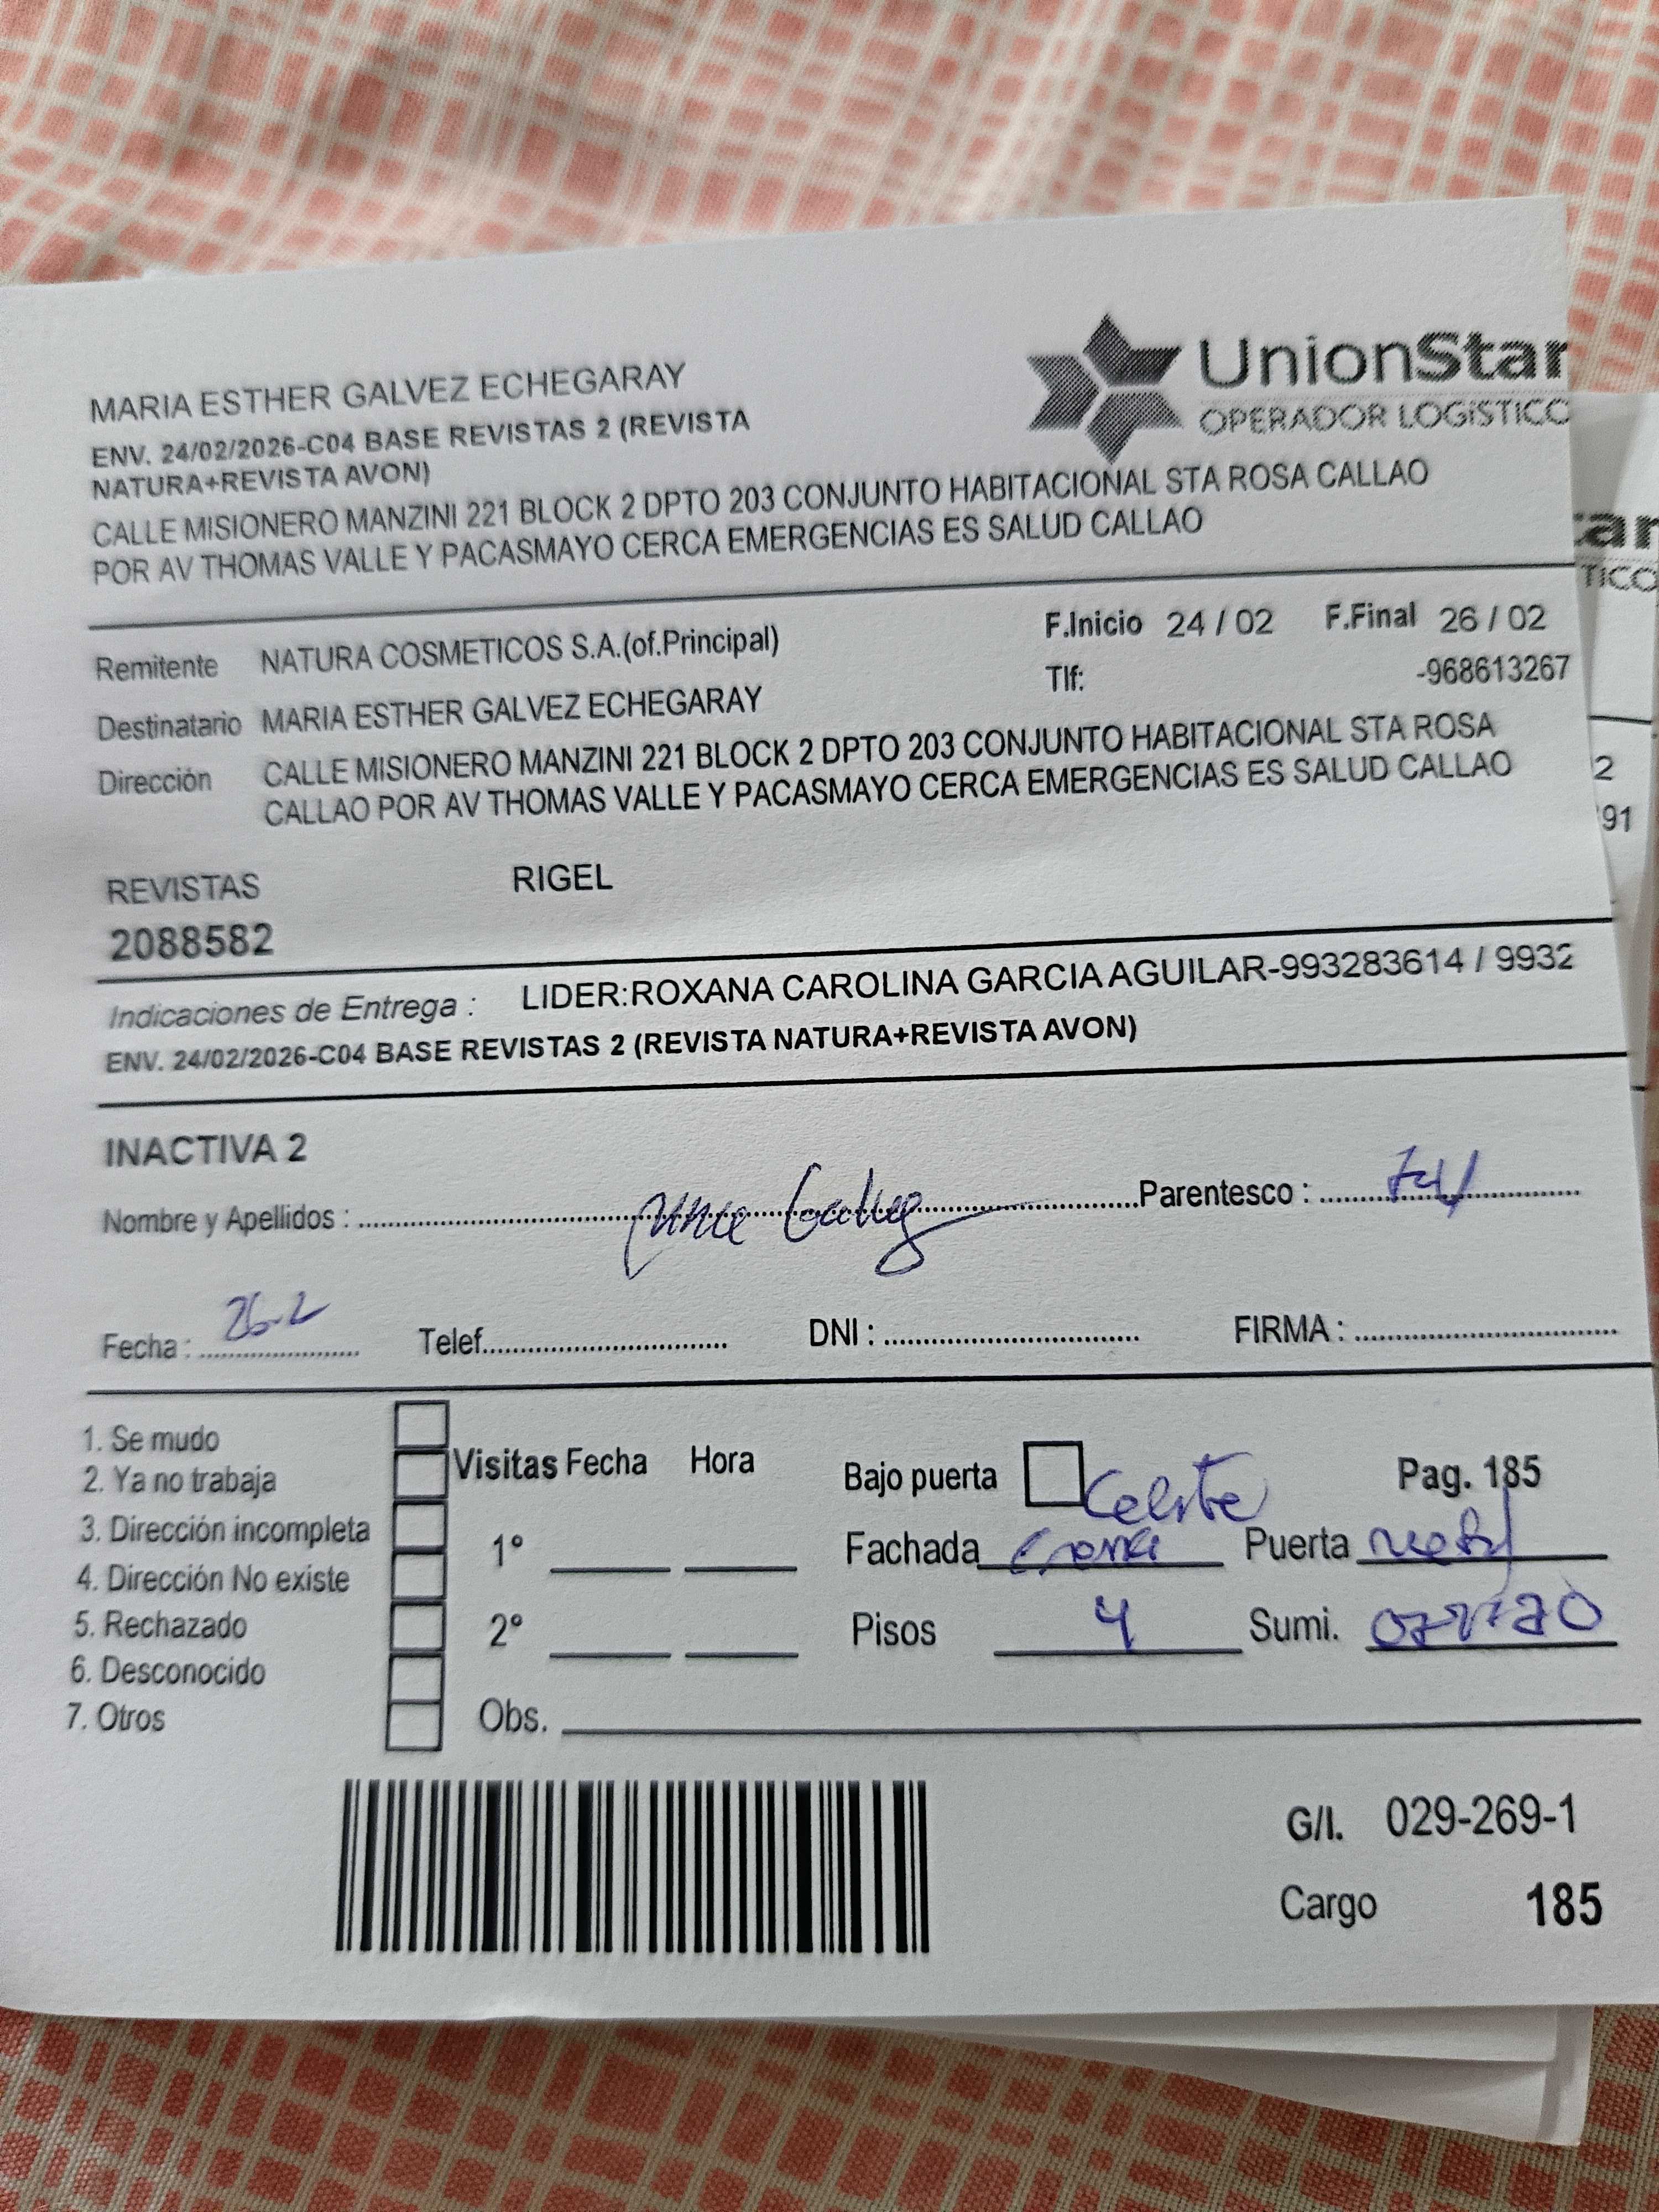 MARIA ESTHER GALVEZ ECHEGARAY
ENV. 24/02/2026-C04 BASE REVISTAS 2 (REVISTA
NATURA+REVISTA AVON)
CALLE MISIONERO MANZINI 221 BLOCK 2 DPTO 203 CONJUNTO HABITACIONAL STA ROSA CALLAO
POR AV THOMAS VALLE Y PACASMAYO CERCA EMERGENCIAS ES SALUD CALLAO
UnionStar
OPERADOR LOGÍSTICO
Remitente NATURA COSMETICOS S.A.(of.Principal)
F.Inicio 24 / 02 F.Final 26 / 02
Tlf: -968613267
Destinatario MARIA ESTHER GALVEZ ECHEGARAY
Dirección CALLE MISIONERO MANZINI 221 BLOCK 2 DPTO 203 CONJUNTO HABITACIONAL STA ROSA
CALLAO POR AV THOMAS VALLE Y PACASMAYO CERCA EMERGENCIAS ES SALUD CALLAO
REVISTAS RIGEL
2088582
Indicaciones de Entrega : LIDER:ROXANA CAROLINA GARCIA AGUILAR-993283614 / 9932
ENV. 24/02/2026-C04 BASE REVISTAS 2 (REVISTA NATURA+REVISTA AVON)
INACTIVA 2
Nombre y Apellidos : Galvez Parentesco :
Fecha : 26-2 Telef. DNI : FIRMA :
1. Se mudo
2. Ya no trabaja
3. Dirección incompleta
4. Dirección No existe
5. Rechazado
6. Desconocido
7. Otros
Visitas Fecha Hora
1°
2°
Obs.
Bajo puerta Celeste Pag. 185
Fachada crema Puerta metal
Pisos 4 Sumi.
G/I. 029-269-1
Cargo 185
ar
TICO
2
91